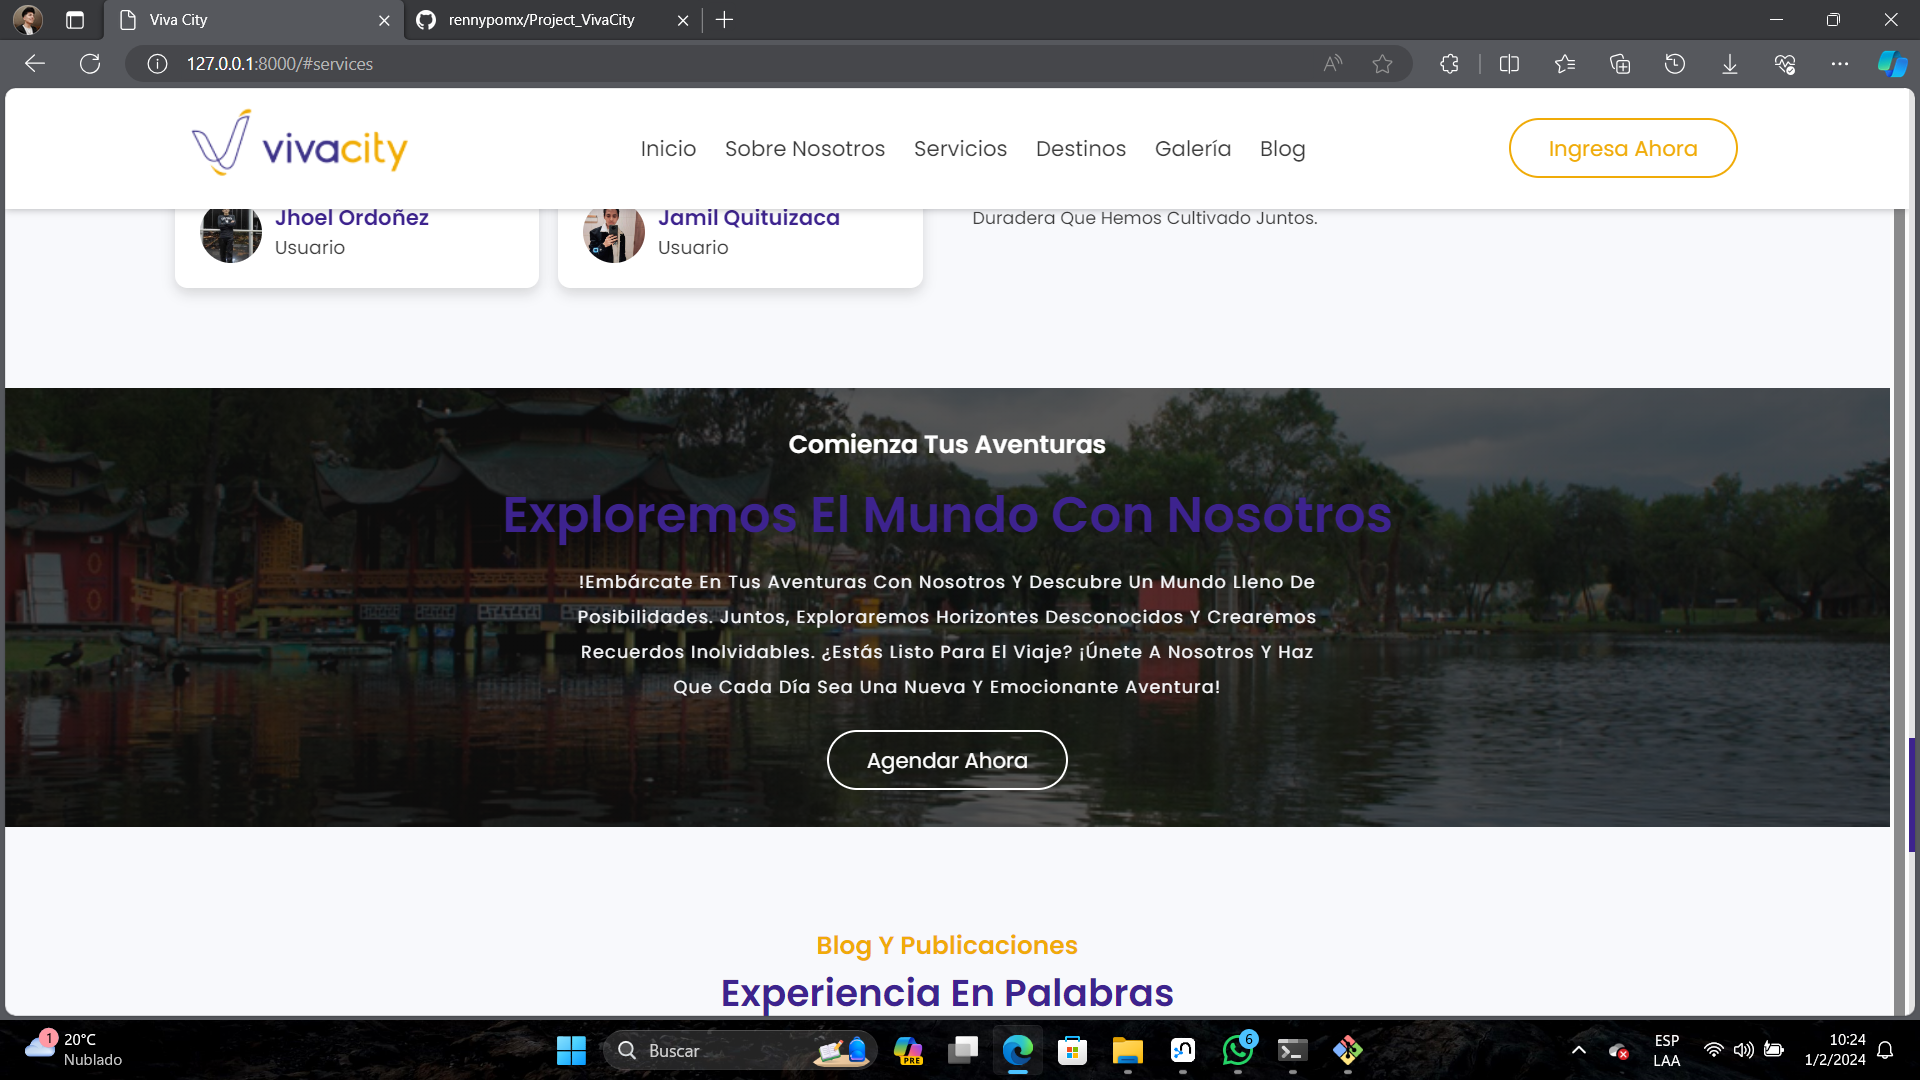 Viva City
rennypomx/Project_VivaCity
127.0.0.1:8000/#services
vivacity
Inicio
Sobre Nosotros
Servicios
Destinos
Galería
Blog
Ingresa Ahora
Jhoel Ordoñez
Usuario
Jamil Quituizaca
Usuario
Duradera Que Hemos Cultivado Juntos.
Comienza Tus Aventuras
Exploremos El Mundo Con Nosotros
!Embárcate En Tus Aventuras Con Nosotros Y Descubre Un Mundo Lleno De
Posibilidades. Juntos, Exploraremos Horizontes Desconocidos Y Crearemos
Recuerdos Inolvidables. ¿Estás Listo Para El Viaje? ¡Únete A Nosotros Y Haz
Que Cada Día Sea Una Nueva Y Emocionante Aventura!
Agendar Ahora
Blog Y Publicaciones
Experiencia En Palabras
1
20°C
Nublado
Buscar
PRE
6
ESP
LAA
10:24
1/2/2024